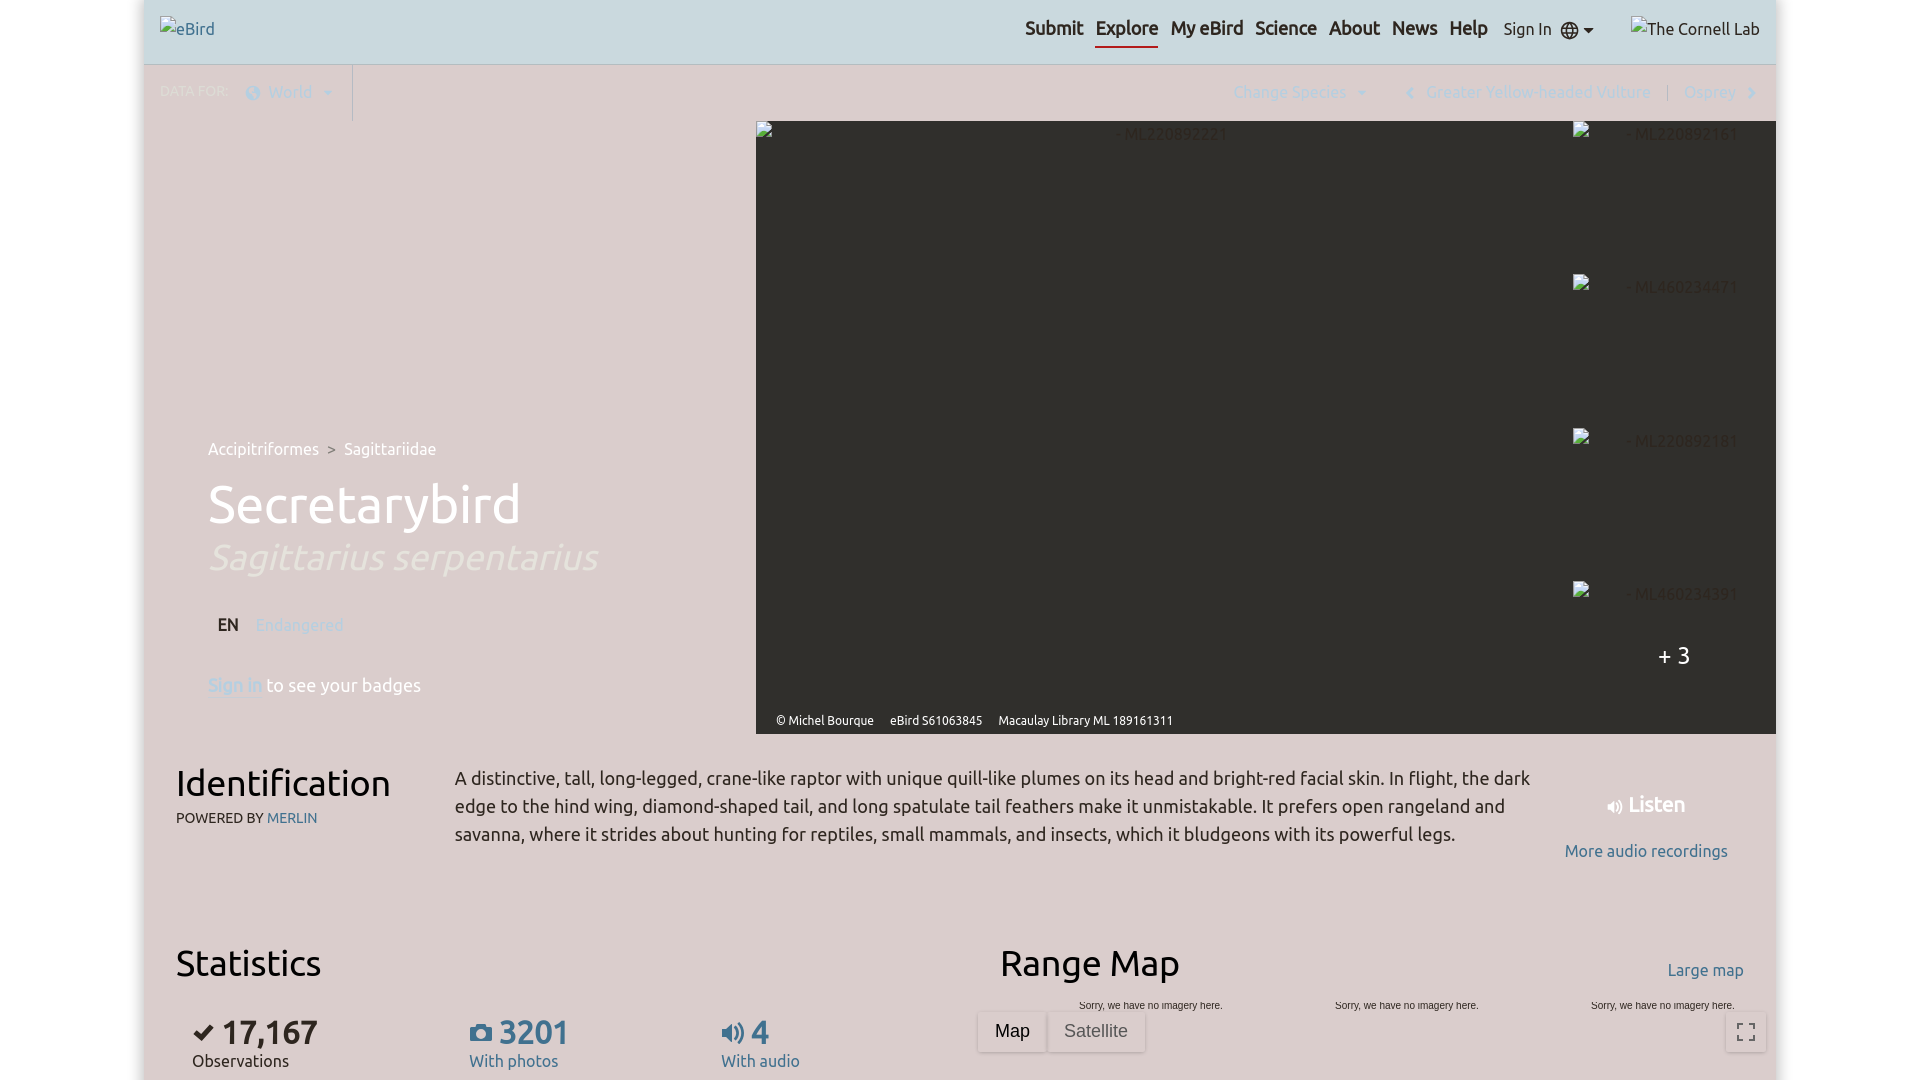 eBird
Submit Explore My eBird Science About News Help Sign In
The Cornell Lab
DATA FOR: World
Change Species Greater Yellow-headed Vulture | Osprey
- ML220892221
- ML220892161
- ML460234471
- ML220892181
- ML460234391
+ 3
© Michel Bourque eBird S61063845 Macaulay Library ML 189161311
Accipitriformes > Sagittariidae
Secretarybird
Sagittarius serpentarius
EN Endangered
Sign in to see your badges
Identification
POWERED BY MERLIN
A distinctive, tall, long-legged, crane-like raptor with unique quill-like plumes on its head and bright-red facial skin. In flight, the dark
edge to the hind wing, diamond-shaped tail, and long spatulate tail feathers make it unmistakable. It prefers open rangeland and
savanna, where it strides about hunting for reptiles, small mammals, and insects, which it bludgeons with its powerful legs.
Listen
More audio recordings
Statistics
17,167
Observations
3201
With photos
4
With audio
Range Map
Large map
Sorry, we have no imagery here.
Sorry, we have no imagery here.
Sorry, we have no imagery here.
Map
Satellite